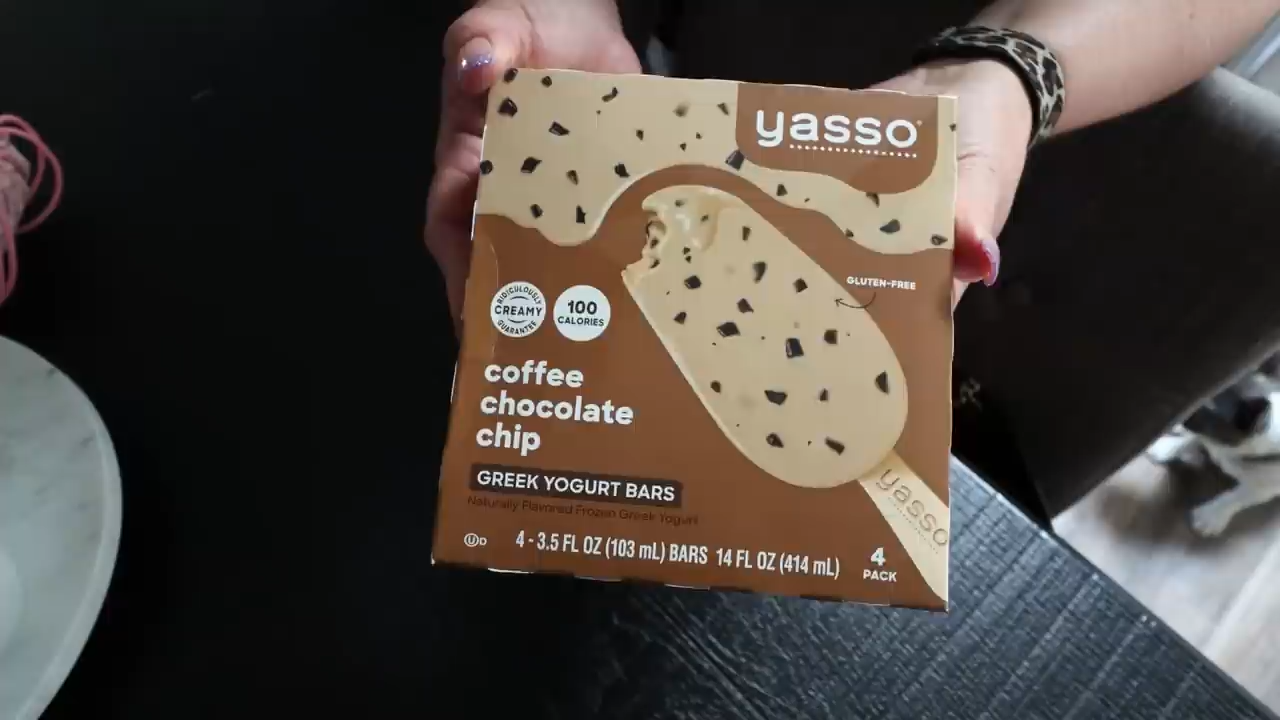 yasso
GLUTEN-FREE
RIDICULOUSLY
CREAMY
GUARANTEE
100
CALORIES
coffee
chocolate
chip
GREEK YOGURT BARS
Naturally Flavored Frozen Greek Yogurt
yasso
UD
4 - 3.5 FL OZ (103 mL) BARS 14 FL OZ (414 mL)
4
PACK